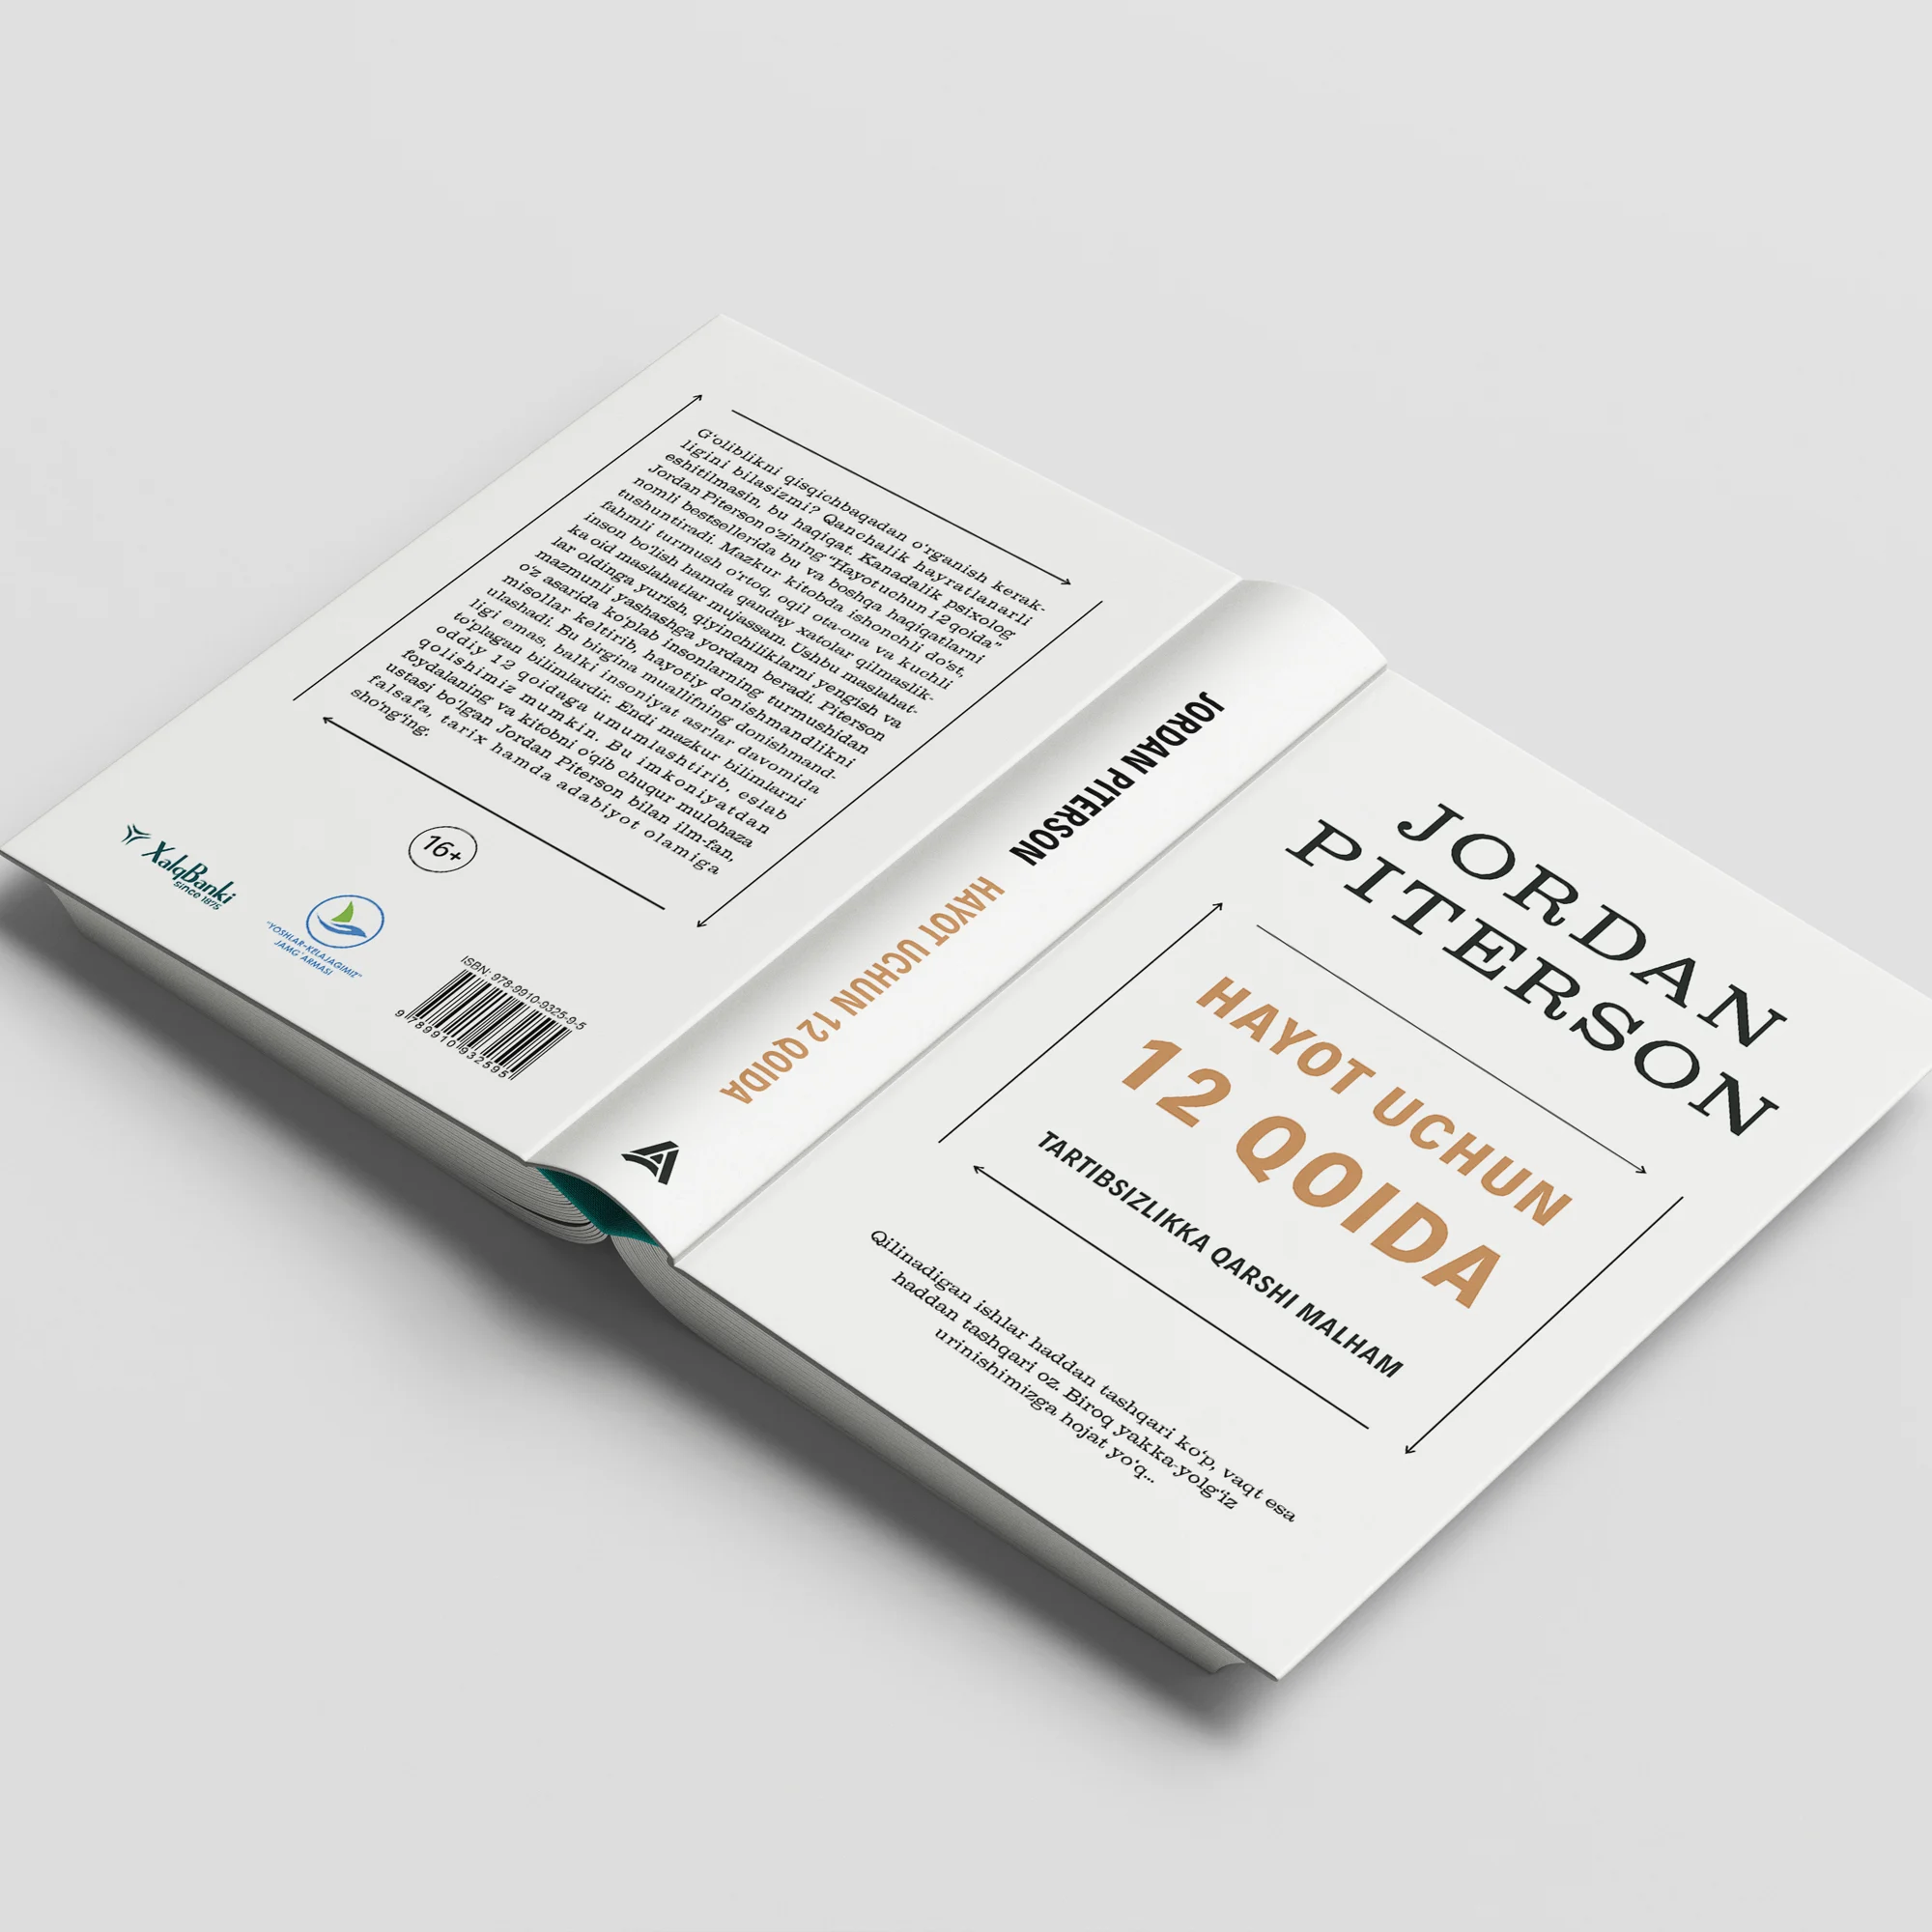 G‘oliblikni qisqichbaqadan o‘rganish kerak-
ligini bilasizmi? Qanchalik hayratlanarli
eshitilmasin, bu haqiqat. Kanadalik psixolog
Jordan Piterson o‘zining “Hayot uchun 12 qoida”
nomli bestsellerida bu va boshqa haqiqatlarni
tushuntiradi. Mazkur kitobda ishonchli do‘st,
fahmli turmush o‘rtoq, oqil ota-ona va kuchli
inson bo‘lish hamda qanday xatolar qilmaslik-
ka oid maslahatlar mujassam. Ushbu maslahat-
lar oldinga yurish, qiyinchiliklarni yengish va
mazmunli yashashga yordam beradi. Piterson
o‘z asarida ko‘plab insonlarning turmushidan
misollar keltirib, hayotiy donishmandlikni
ulashadi. Bu birgina muallifning donishmand-
ligi emas, balki insoniyat asrlar davomida
to‘plagan bilimlardir. Endi mazkur bilimlarni
oddiy 12 qoidaga umumlashtirib, eslab
qolishimiz mumkin. Bu imkoniyatdan
foydalaning va kitobni o‘qib chuqur mulohaza
ustasi bo‘lgan Jordan Piterson bilan ilm-fan,
falsafa, tarix hamda adabiyot olamiga
sho‘ng‘ing.
16+
XalqBanki
since 1875
“YOSHLAR-KELAJAGIMIZ”
JAMG‘ARMASI
ISBN: 978-9910-9325-9-5
9 789910 932595
JORDAN PITERSON HAYOT UCHUN 12 QOIDA
JORDAN
PITERSON
HAYOT UCHUN
12 QOIDA
TARTIBSIZLIKKA QARSHI MALHAM
Qilinadigan ishlar haddan tashqari ko‘p, vaqt esa
haddan tashqari oz. Biroq yakka-yolg‘iz
urinishimizga hojat yo‘q...